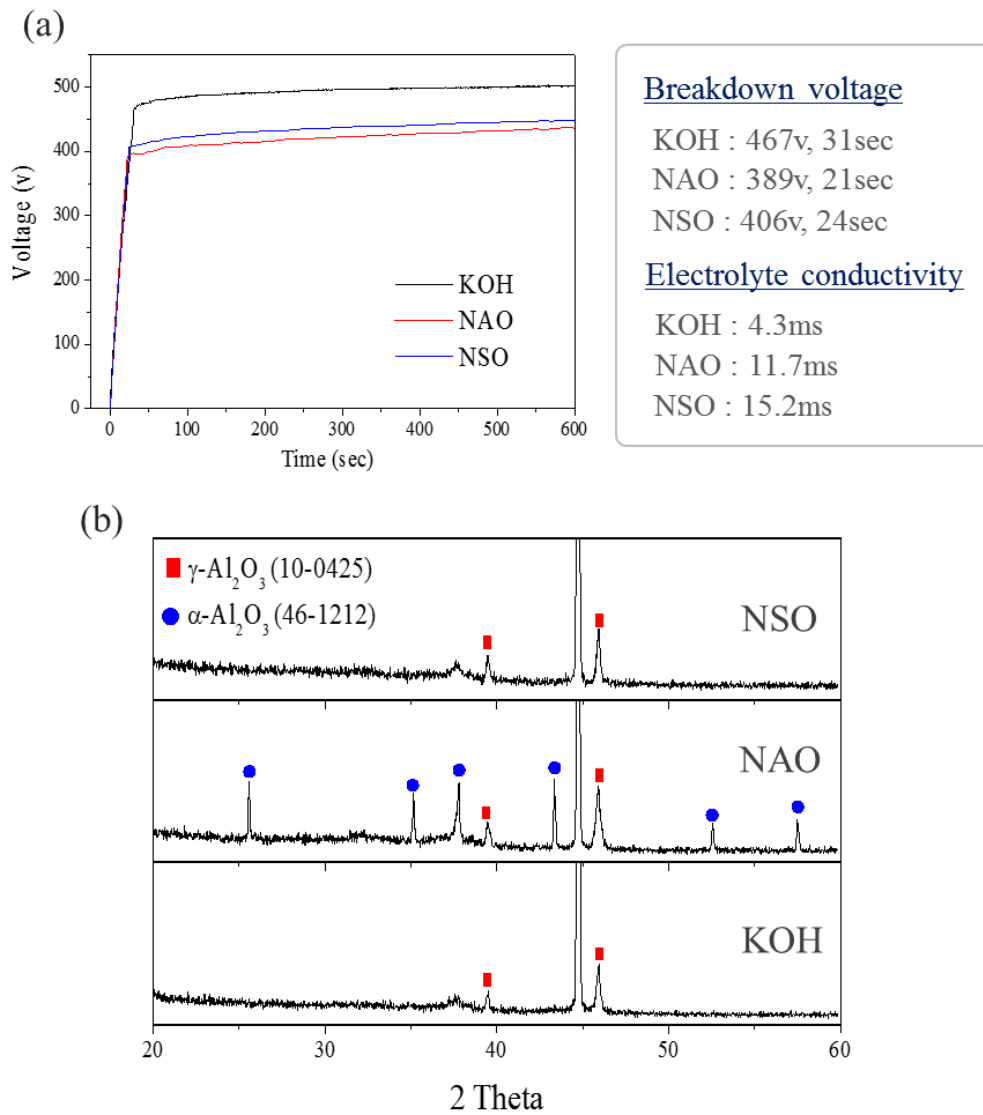 (a)
500
400
300
200
100
0
Voltage (v)
KOH
NAO
NSO
0 100 200 300 400 500 600
Time (sec)
Breakdown voltage
KOH : 467v, 31sec
NAO : 389v, 21sec
NSO : 406v, 24sec
Electrolyte conductivity
KOH : 4.3ms
NAO : 11.7ms
NSO : 15.2ms
(b)
γ-Al₂O₃ (10-0425)
α-Al₂O₃ (46-1212)
NSO
NAO
KOH
20 30 40 50 60
2 Theta